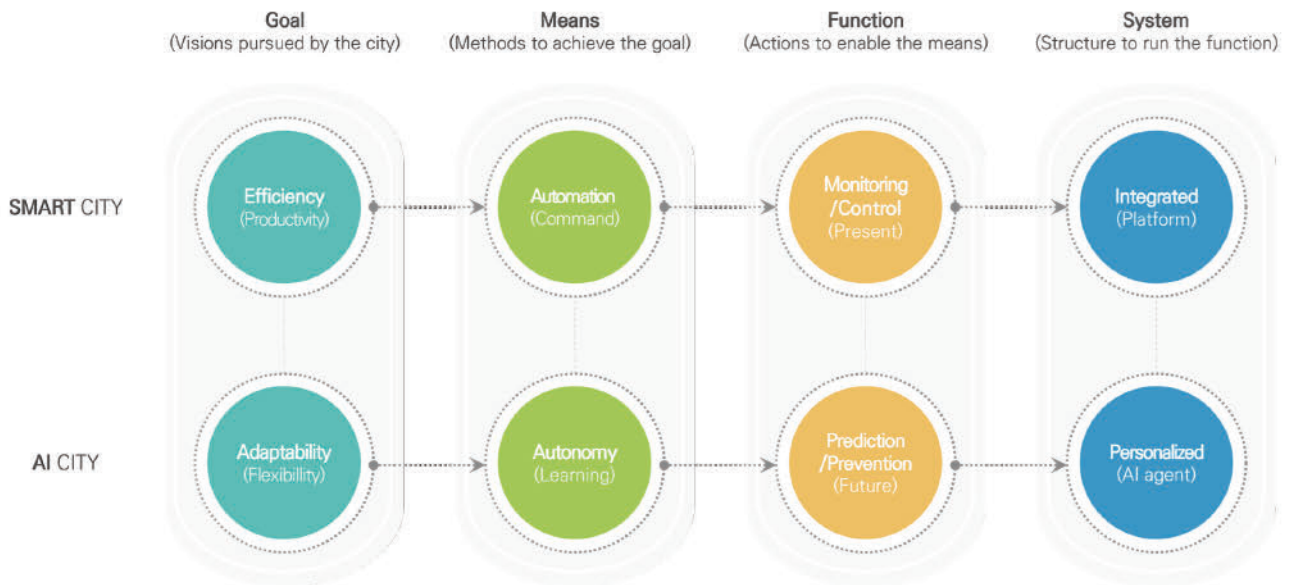 Goal
(Visions pursued by the city)
Means
(Methods to achieve the goal)
Function
(Actions to enable the means)
System
(Structure to run the function)
SMART CITY
Efficiency
(Productivity)
Automation
(Command)
Monitoring
/Control
(Present)
Integrated
(Platform)
AI CITY
Adaptability
(Flexibillity)
Autonomy
(Learning)
Prediction
/Prevention
(Future)
Personalized
(AI agent)